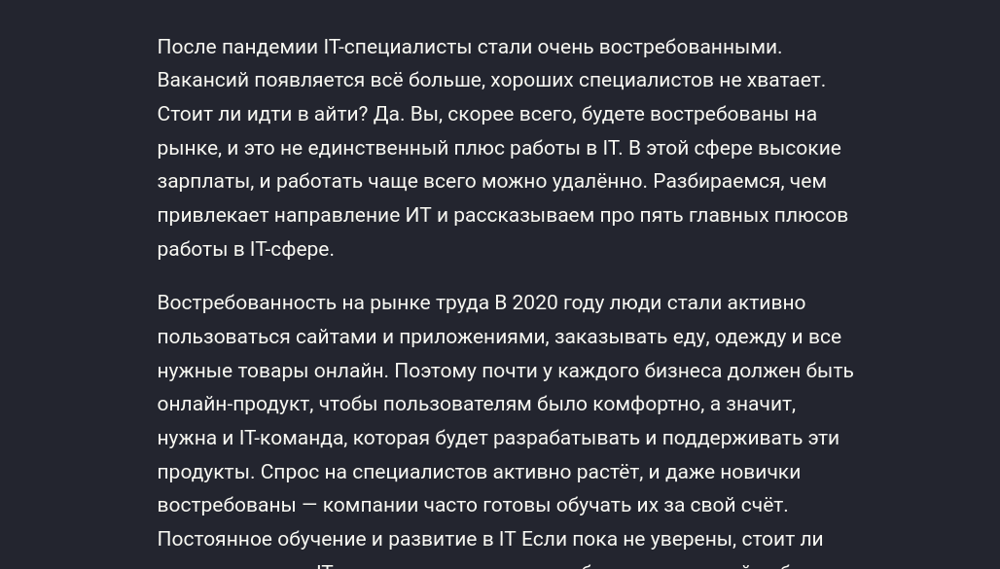 После пандемии IT-специалисты стали очень востребованными.
Вакансий появляется всё больше, хороших специалистов не хватает.
Стоит ли идти в айти? Да. Вы, скорее всего, будете востребованы на
рынке, и это не единственный плюс работы в IT. В этой сфере высокие
зарплаты, и работать чаще всего можно удалённо. Разбираемся, чем
привлекает направление ИТ и рассказываем про пять главных плюсов
работы в IT-сфере.
Востребованность на рынке труда В 2020 году люди стали активно
пользоваться сайтами и приложениями, заказывать еду, одежду и все
нужные товары онлайн. Поэтому почти у каждого бизнеса должен быть
онлайн-продукт, чтобы пользователям было комфортно, а значит,
нужна и IT-команда, которая будет разрабатывать и поддерживать эти
продукты. Спрос на специалистов активно растёт, и даже новички
востребованы — компании часто готовы обучать их за свой счёт.
Постоянное обучение и развитие в IT Если пока не уверены, стоит ли